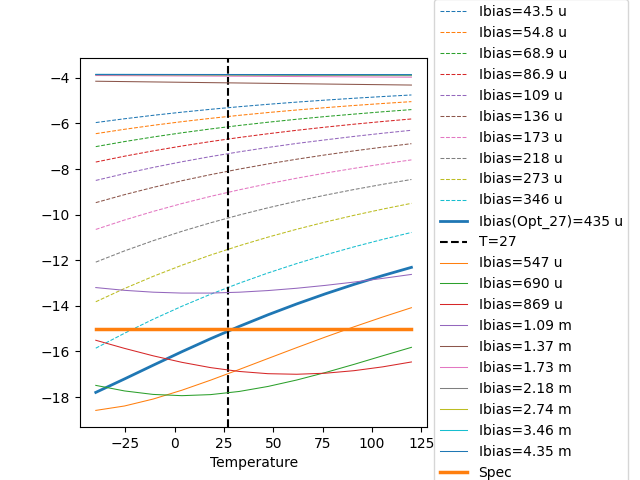 Ibias=43.5 u
Ibias=54.8 u
Ibias=68.9 u
Ibias=86.9 u
Ibias=109 u
Ibias=136 u
Ibias=173 u
Ibias=218 u
Ibias=273 u
Ibias=346 u
Ibias(Opt_27)=435 u
T=27
Ibias=547 u
Ibias=690 u
Ibias=869 u
Ibias=1.09 m
Ibias=1.37 m
Ibias=1.73 m
Ibias=2.18 m
Ibias=2.74 m
Ibias=3.46 m
Ibias=4.35 m
Spec
−4
−6
−8
−10
−12
−14
−16
−18
−25 0 25 50 75 100 125
Temperature